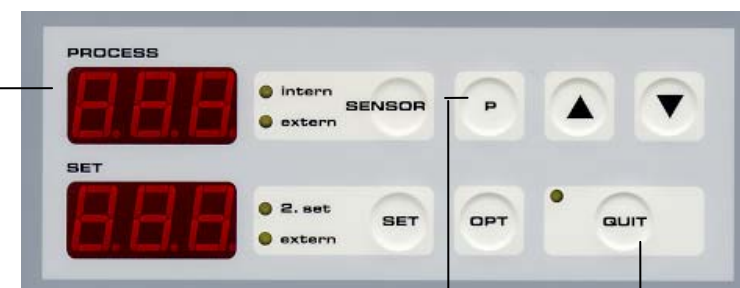 PROCESS
intern
SENSOR
extern
P
SET
2. set
SET
extern
OPT
QUIT